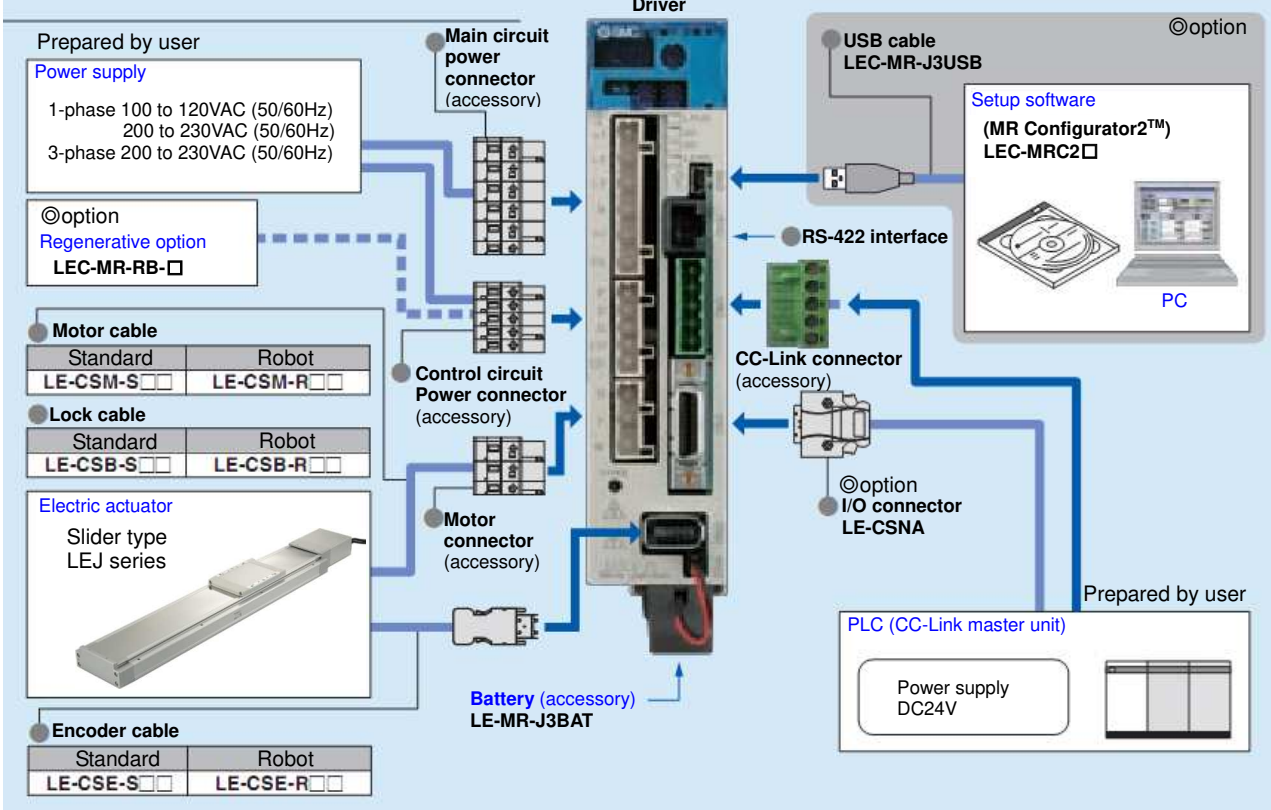 Driver
Prepared by user
Power supply
1-phase 100 to 120VAC (50/60Hz)
200 to 230VAC (50/60Hz)
3-phase 200 to 230VAC (50/60Hz)
◎option
Regenerative option
LEC-MR-RB-□
Motor cable
Standard Robot
LE-CSM-S□□ LE-CSM-R□□
Lock cable
Standard Robot
LE-CSB-S□□ LE-CSB-R□□
Electric actuator
Slider type
LEJ series
Encoder cable
Standard Robot
LE-CSE-S□□ LE-CSE-R□□
Main circuit
power
connector
(accessory)
Control circuit
Power connector
(accessory)
Motor
connector
(accessory)
Battery (accessory)
LE-MR-J3BAT
◎option
USB cable
LEC-MR-J3USB
Setup software
(MR Configurator2™)
LEC-MRC2□
PC
RS-422 interface
CC-Link connector
(accessory)
◎option
I/O connector
LE-CSNA
Prepared by user
PLC (CC-Link master unit)
Power supply
DC24V